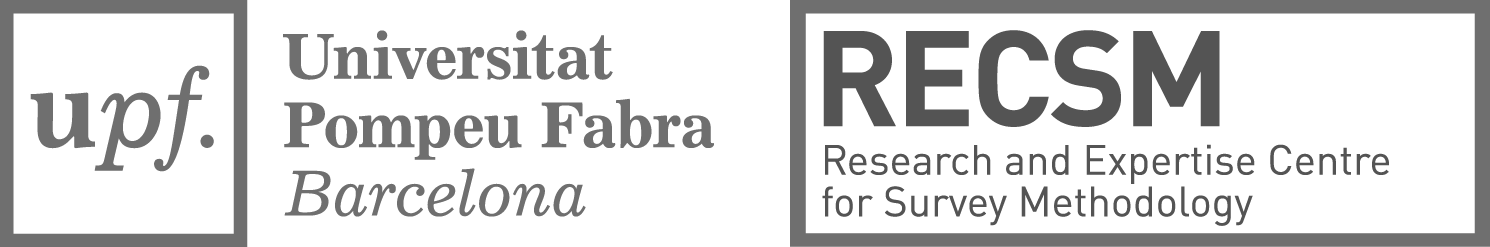 upf.
Universitat
Pompeu Fabra
Barcelona
RECSM
Research and Expertise Centre
for Survey Methodology